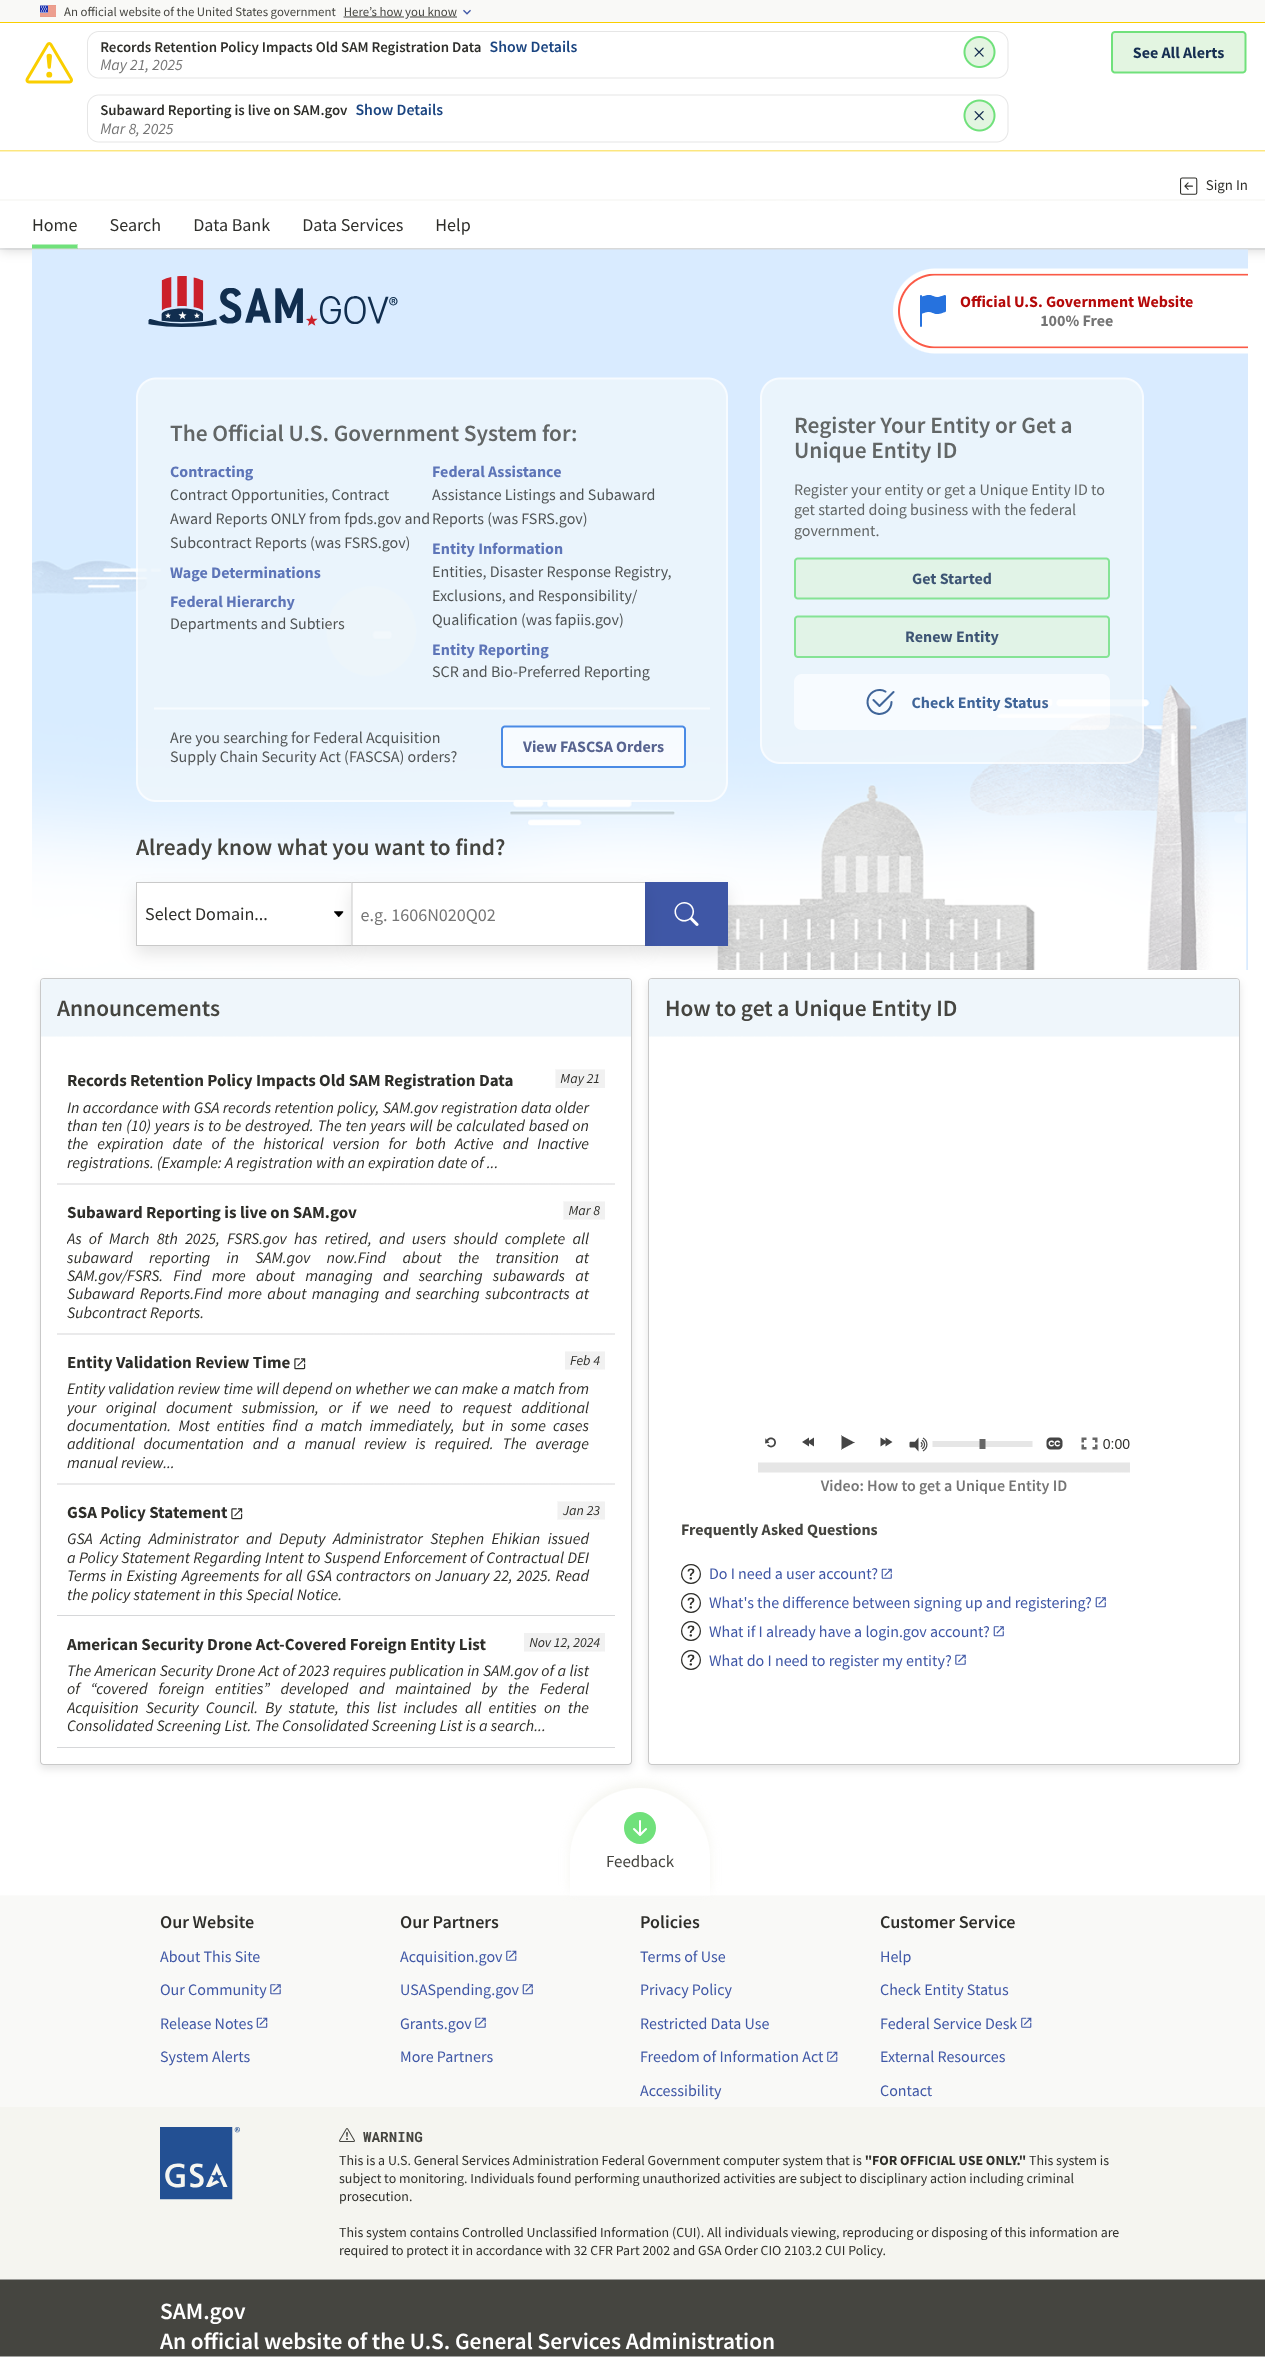 An official website of the United States government Here's how you know
Records Retention Policy Impacts Old SAM Registration Data Show Details
May 21, 2025
See All Alerts
Subaward Reporting is live on SAM.gov Show Details
Mar 8, 2025
Sign In
Home Search Data Bank Data Services Help
SAM.GOV®
Official U.S. Government Website
100% Free
The Official U.S. Government System for:
Contracting
Contract Opportunities, Contract
Award Reports ONLY from fpds.gov and
Subcontract Reports (was FSRS.gov)
Wage Determinations
Federal Hierarchy
Departments and Subtiers
Federal Assistance
Assistance Listings and Subaward
Reports (was FSRS.gov)
Entity Information
Entities, Disaster Response Registry,
Exclusions, and Responsibility/
Qualification (was fapiis.gov)
Entity Reporting
SCR and Bio-Preferred Reporting
Are you searching for Federal Acquisition
Supply Chain Security Act (FASCSA) orders?
View FASCSA Orders
Register Your Entity or Get a
Unique Entity ID
Register your entity or get a Unique Entity ID to
get started doing business with the federal
government.
Get Started
Renew Entity
Check Entity Status
Already know what you want to find?
Select Domain...
e.g. 1606N020Q02
Announcements
Records Retention Policy Impacts Old SAM Registration Data May 21
In accordance with GSA records retention policy, SAM.gov registration data older
than ten (10) years is to be destroyed. The ten years will be calculated based on
the expiration date of the historical version for both Active and Inactive
registrations. (Example: A registration with an expiration date of ...
Subaward Reporting is live on SAM.gov Mar 8
As of March 8th 2025, FSRS.gov has retired, and users should complete all
subaward reporting in SAM.gov now.Find about the transition at
SAM.gov/FSRS. Find more about managing and searching subawards at
Subaward Reports.Find more about managing and searching subcontracts at
Subcontract Reports.
Entity Validation Review Time Feb 4
Entity validation review time will depend on whether we can make a match from
your original document submission, or if we need to request additional
documentation. Most entities find a match immediately, but in some cases
additional documentation and a manual review is required. The average
manual review...
GSA Policy Statement Jan 23
GSA Acting Administrator and Deputy Administrator Stephen Ehikian issued
a Policy Statement Regarding Intent to Suspend Enforcement of Contractual DEI
Terms in Existing Agreements for all GSA contractors on January 22, 2025. Read
the policy statement in this Special Notice.
American Security Drone Act-Covered Foreign Entity List Nov 12, 2024
The American Security Drone Act of 2023 requires publication in SAM.gov of a list
of “covered foreign entities” developed and maintained by the Federal
Acquisition Security Council. By statute, this list includes all entities on the
Consolidated Screening List. The Consolidated Screening List is a search...
How to get a Unique Entity ID
CC 0:00
Video: How to get a Unique Entity ID
Frequently Asked Questions
Do I need a user account?
What's the difference between signing up and registering?
What if I already have a login.gov account?
What do I need to register my entity?
Feedback
Our Website
About This Site
Our Community
Release Notes
System Alerts
Our Partners
Acquisition.gov
USASpending.gov
Grants.gov
More Partners
Policies
Terms of Use
Privacy Policy
Restricted Data Use
Freedom of Information Act
Accessibility
Customer Service
Help
Check Entity Status
Federal Service Desk
External Resources
Contact
GSA®
WARNING
This is a U.S. General Services Administration Federal Government computer system that is "FOR OFFICIAL USE ONLY." This system is
subject to monitoring. Individuals found performing unauthorized activities are subject to disciplinary action including criminal
prosecution.
This system contains Controlled Unclassified Information (CUI). All individuals viewing, reproducing or disposing of this information are
required to protect it in accordance with 32 CFR Part 2002 and GSA Order CIO 2103.2 CUI Policy.
SAM.gov
An official website of the U.S. General Services Administration